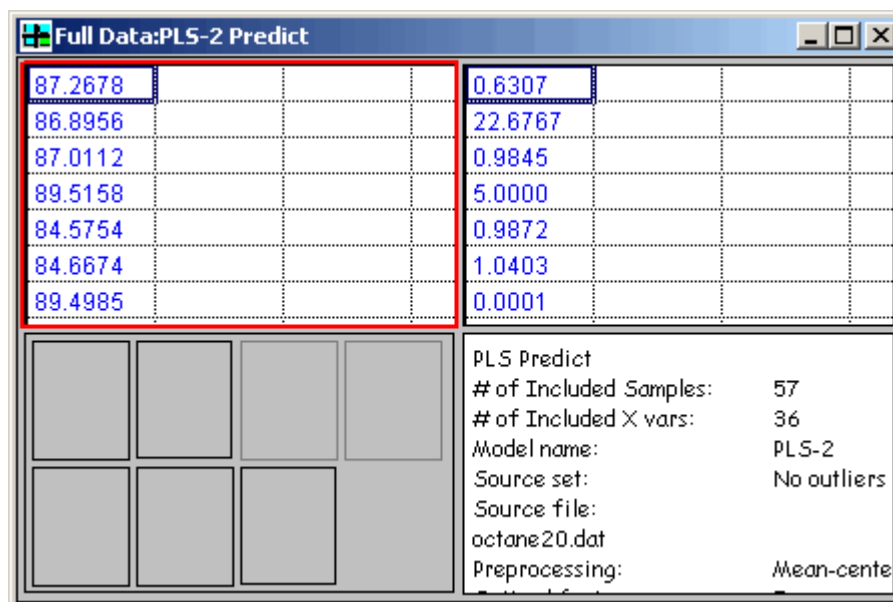 Full Data:PLS-2 Predict
87.2678
86.8956
87.0112
89.5158
84.5754
84.6674
89.4985
0.6307
22.6767
0.9845
5.0000
0.9872
1.0403
0.0001
PLS Predict
# of Included Samples: 57
# of Included X vars: 36
Model name: PLS-2
Source set: No outliers
Source file:
octane20.dat
Preprocessing: Mean-cente